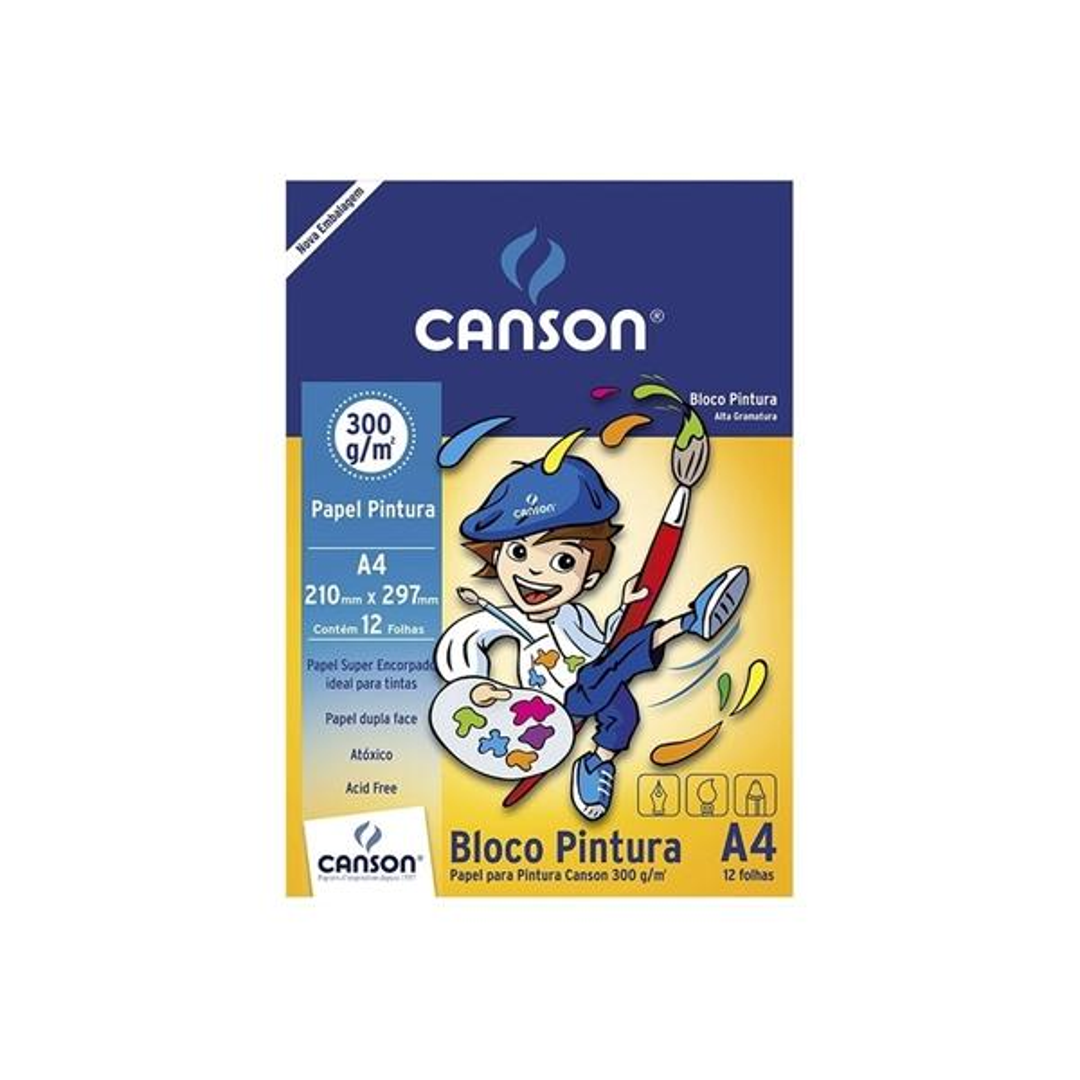 Nova Embalagem
CANSON®
Bloco Pintura
Alta Gramatura
300
g/m²
Papel Pintura
A4
210mm x 297mm
Contém 12 Folhas
Papel Super Encorpado
ideal para tintas
Papel dupla face
Atóxico
Acid Free
CANSON
CANSON®
Bloco Pintura
Papel para Pintura Canson 300 g/m²
A4
12 folhas